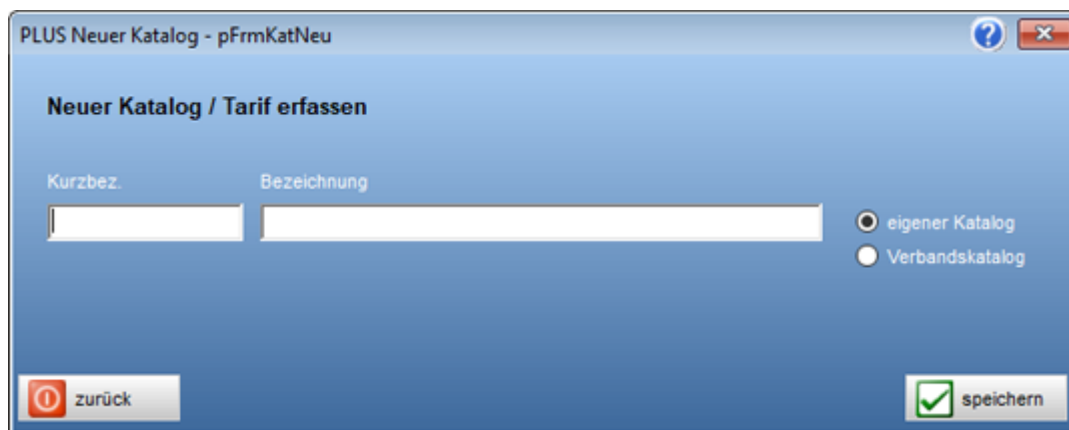 PLUS Neuer Katalog - pFrmKatNeu
Neuer Katalog / Tarif erfassen
Kurzbez. Bezeichnung
eigener Katalog
Verbandskatalog
zurück speichern